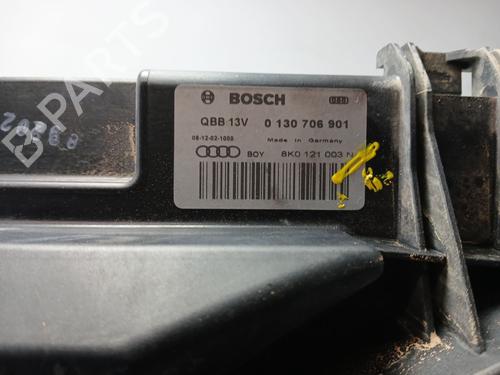 BOSCH
QBB 13V 0 130 706 901
08-12-02-1008 Made in Germany
BOY 8K0 121 003 N
B-PARTS